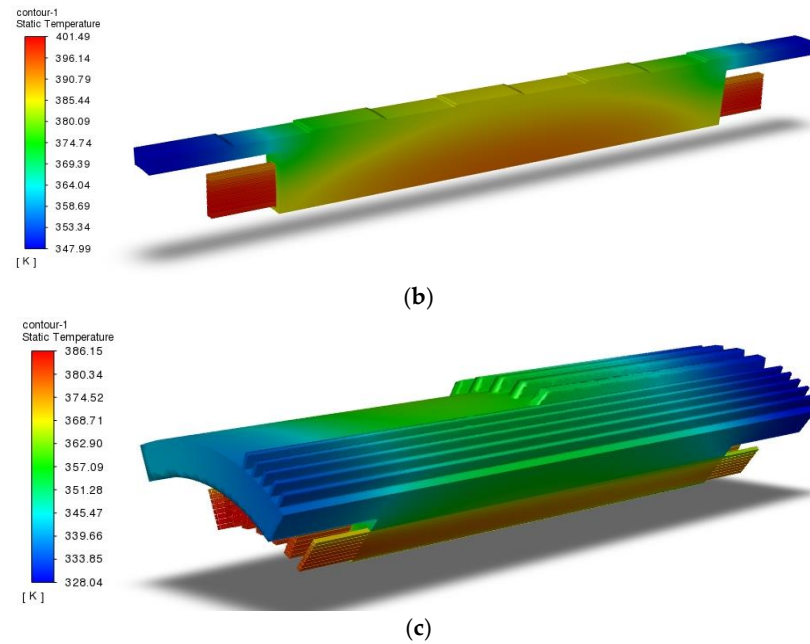 contour-1
Static Temperature
401.49
396.14
390.79
385.44
380.09
374.74
369.39
364.04
358.69
353.34
347.99
[ K ]
(b)
contour-1
Static Temperature
386.15
380.34
374.52
368.71
362.90
357.09
351.28
345.47
339.66
333.85
328.04
[ K ]
(c)